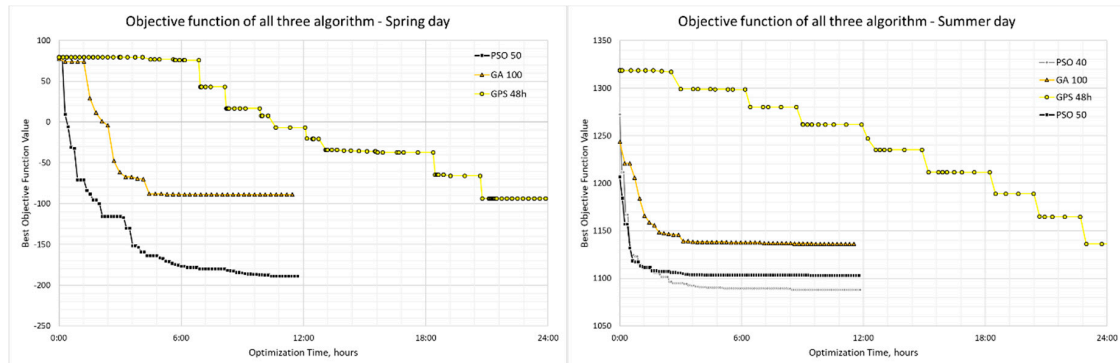 Objective function of all three algorithm - Spring day
100
50
0
-50
-100
-150
-200
-250
Best Objective Function Value
0:00
6:00
12:00
18:00
24:00
Optimization Time, hours
PSO 50
GA 100
GPS 48h
Objective function of all three algorithm - Summer day
1350
1300
1250
1200
1150
1100
1050
Best Objective Function Value
0:00
6:00
12:00
18:00
24:00
Optimization Time, hours
PSO 40
GA 100
GPS 48h
PSO 50